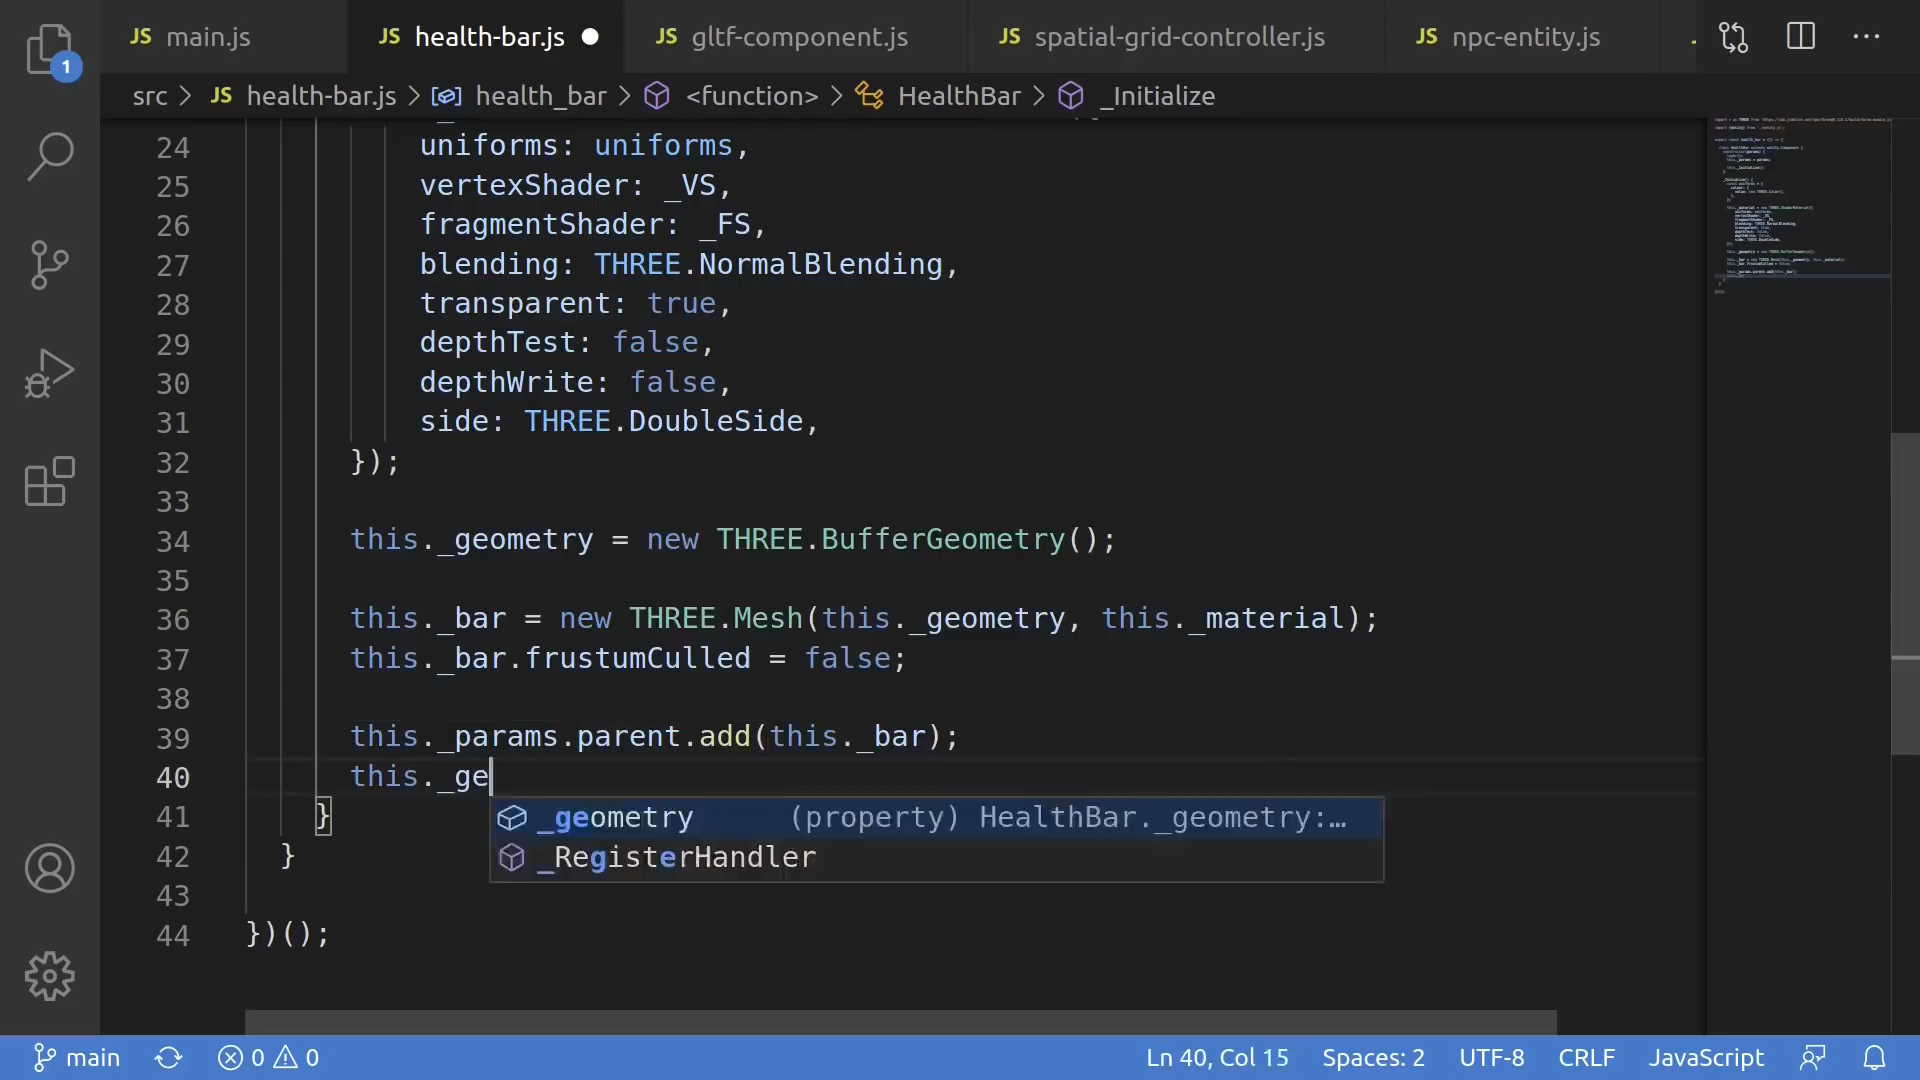 JS main.js JS health-bar.js JS gltf-component.js JS spatial-grid-controller.js JS npc-entity.js
1
src > JS health-bar.js > health_bar > <function> > HealthBar > _Initialize
24 uniforms: uniforms,
25 vertexShader: _VS,
26 fragmentShader: _FS,
27 blending: THREE.NormalBlending,
28 transparent: true,
29 depthTest: false,
30 depthWrite: false,
31 side: THREE.DoubleSide,
32 });
33
34 this._geometry = new THREE.BufferGeometry();
35
36 this._bar = new THREE.Mesh(this._geometry, this._material);
37 this._bar.frustumCulled = false;
38
39 this._params.parent.add(this._bar);
40 this._ge
41 }
_geometry (property) HealthBar._geometry:…
42 }
_RegisterHandler
43
44 })();
main 0 0 Ln 40, Col 15 Spaces: 2 UTF-8 CRLF JavaScript